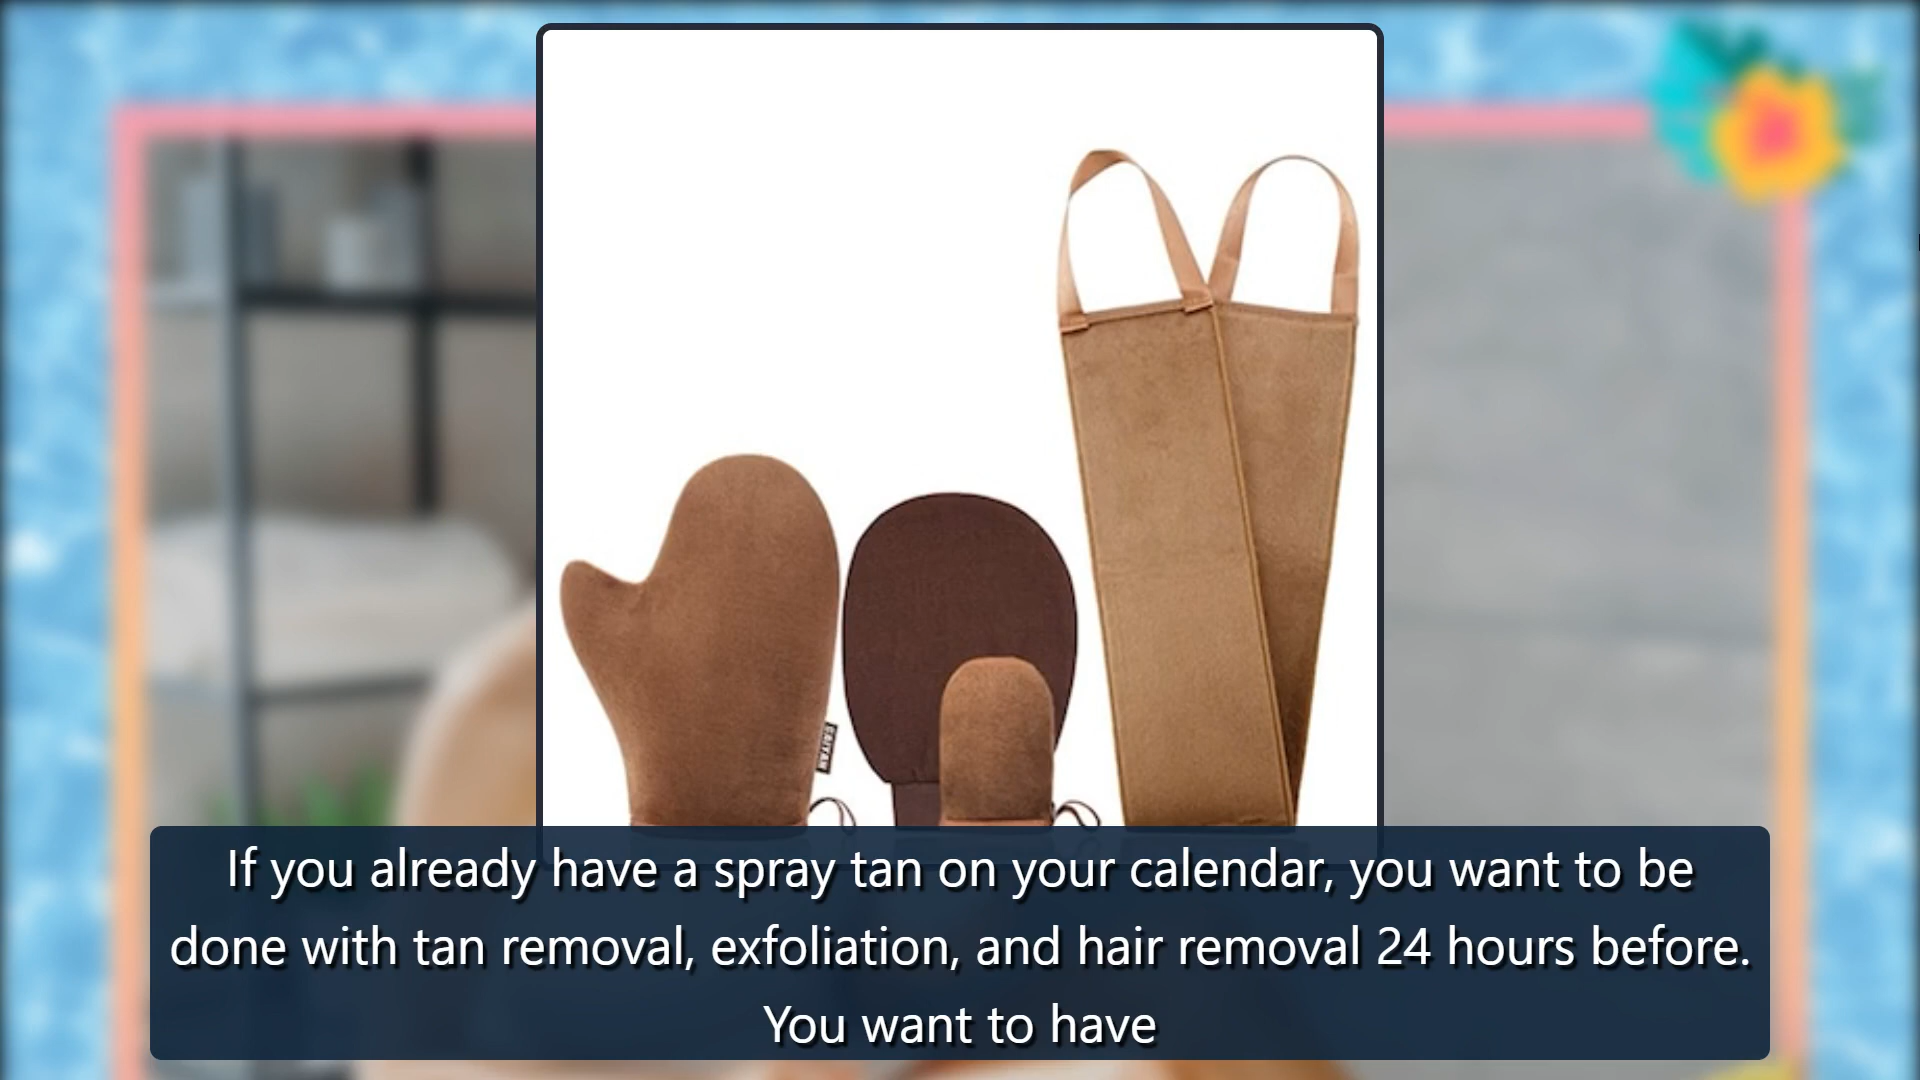 If you already have a spray tan on your calendar, you want to be
done with tan removal, exfoliation, and hair removal 24 hours before.
You want to have